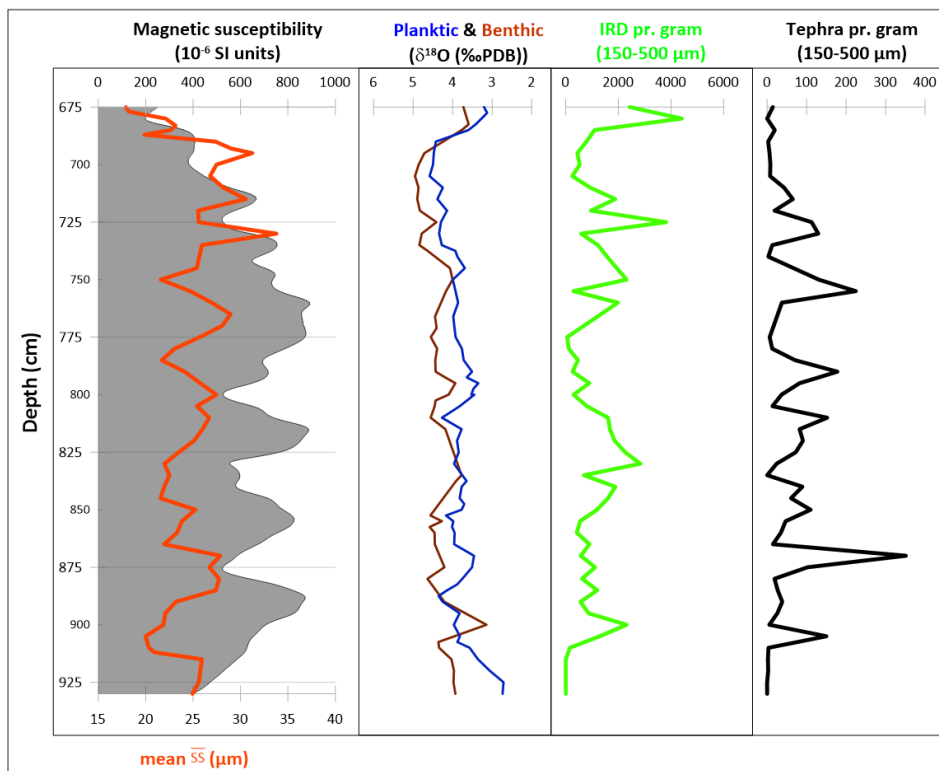 Magnetic susceptibility
(10⁻⁶ SI units)
Planktic & Benthic
(δ¹⁸O (‰PDB))
IRD pr. gram
(150-500 µm)
Tephra pr. gram
(150-500 µm)
0 200 400 600 800 1000
6 5 4 3 2
0 2000 4000 6000
0 100 200 300 400
Depth (cm)
675
700
725
750
775
800
825
850
875
900
925
15 20 25 30 35 40
mean SS (µm)